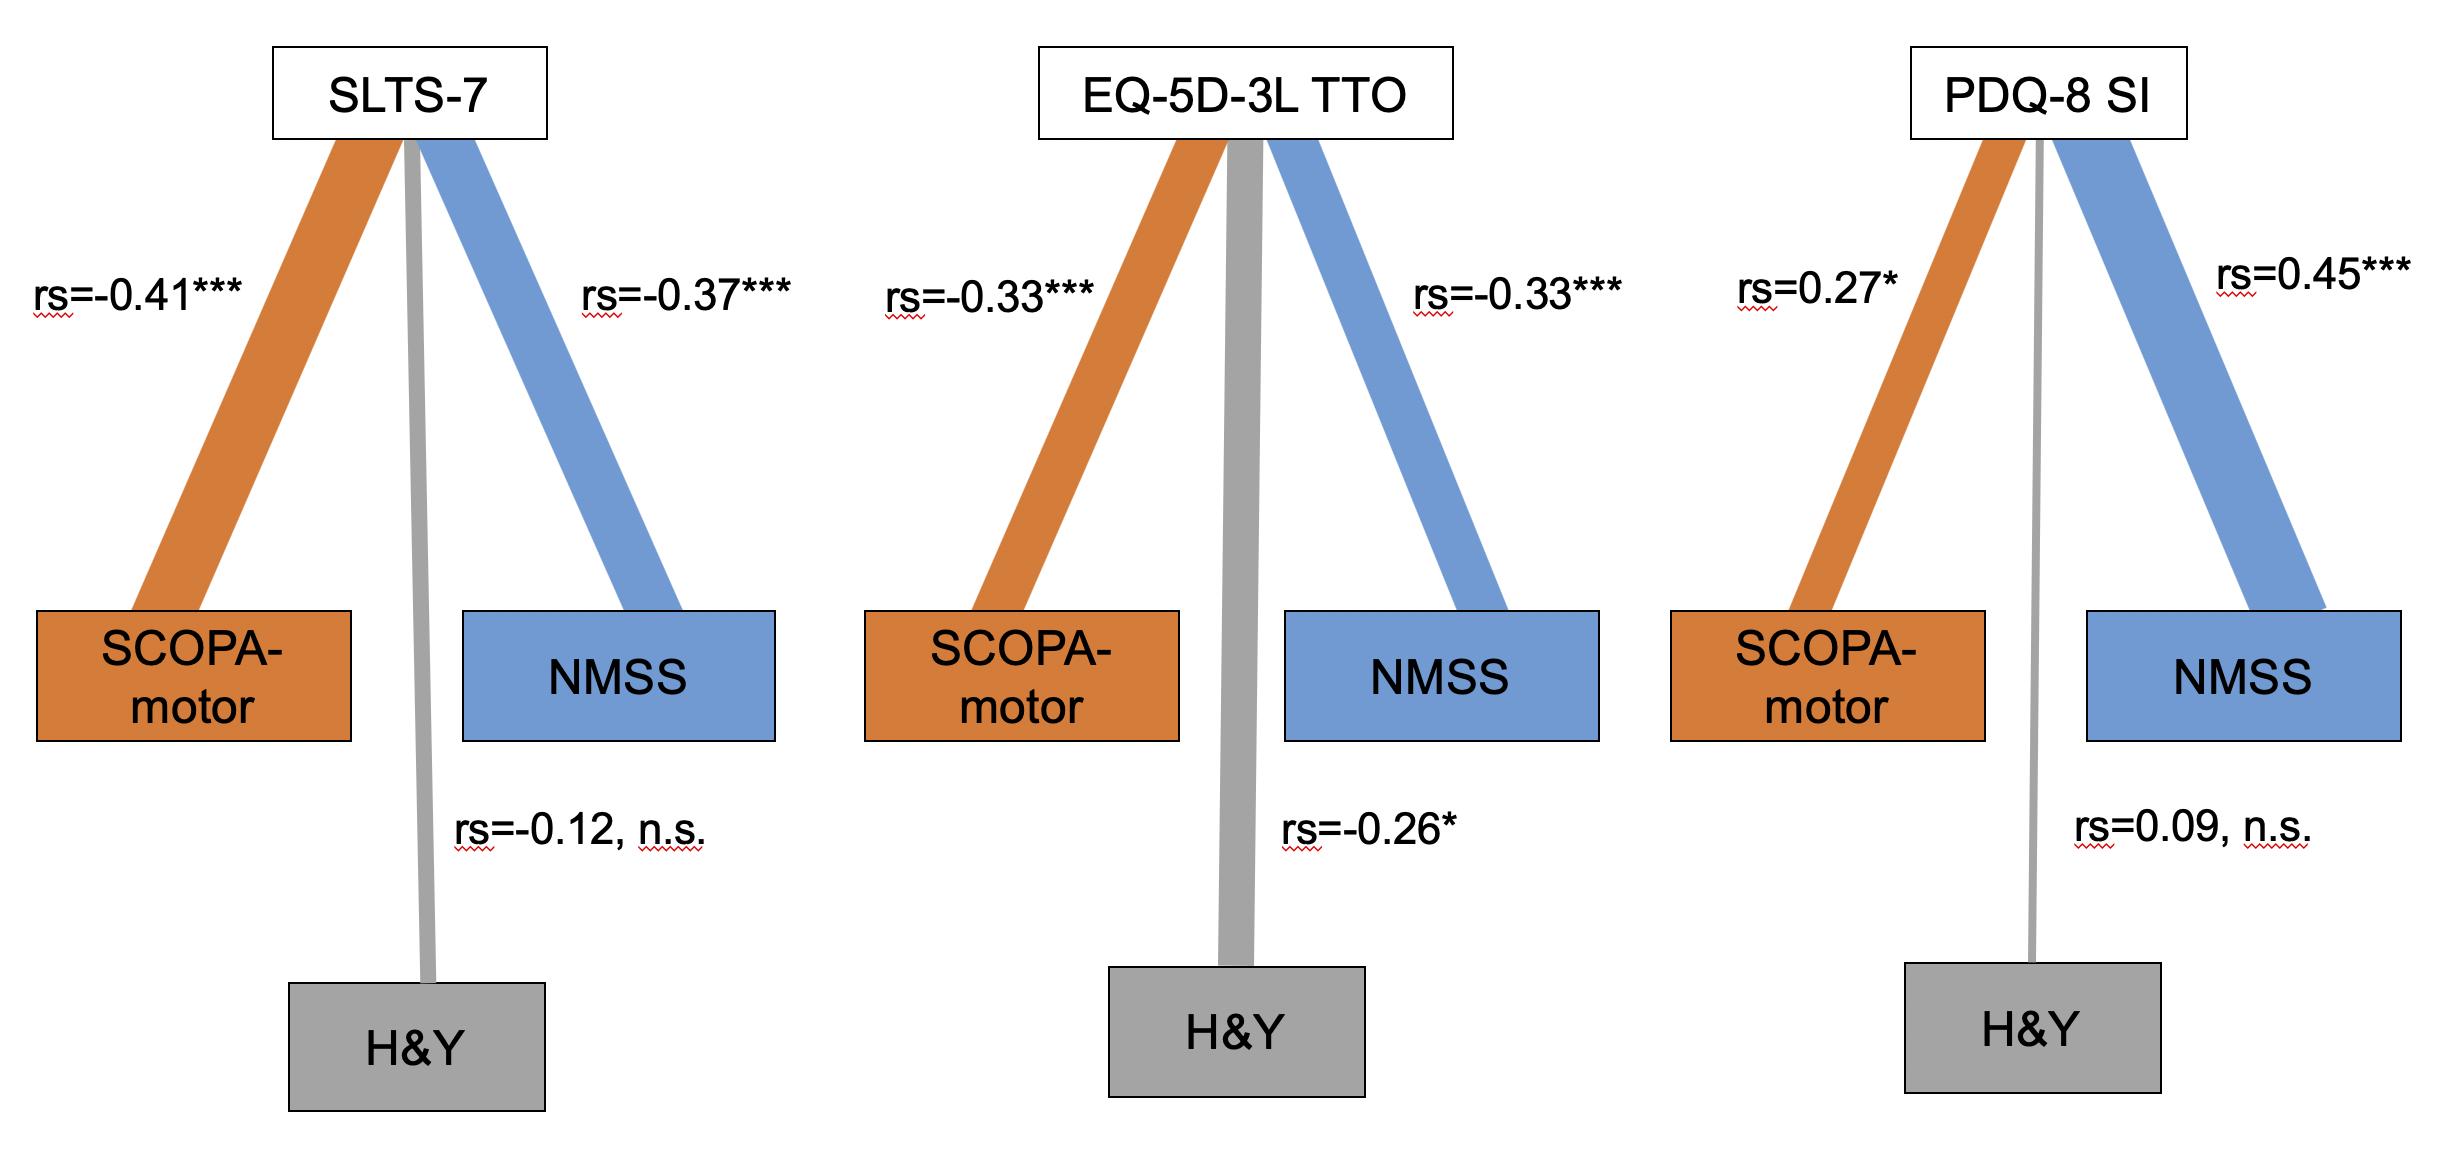 SLTS-7
EQ-5D-3L TTO
PDQ-8 SI
rs=-0.41***
rs=-0.37***
rs=-0.33***
rs=-0.33***
rs=0.27*
rs=0.45***
SCOPA-
motor
NMSS
SCOPA-
motor
NMSS
SCOPA-
motor
NMSS
rs=-0.12, n.s.
rs=-0.26*
rs=0.09, n.s.
H&Y
H&Y
H&Y